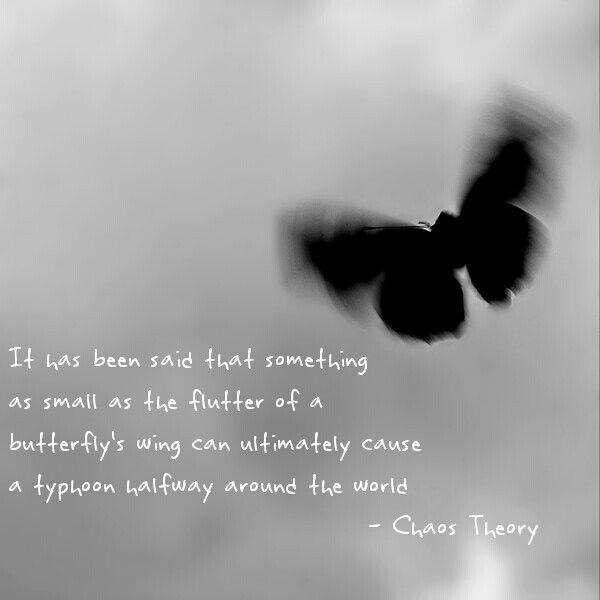 It has been said that something
as small as the flutter of a
butterfly's wing can ultimately cause
a typhoon halfway around the world
- Chaos Theory